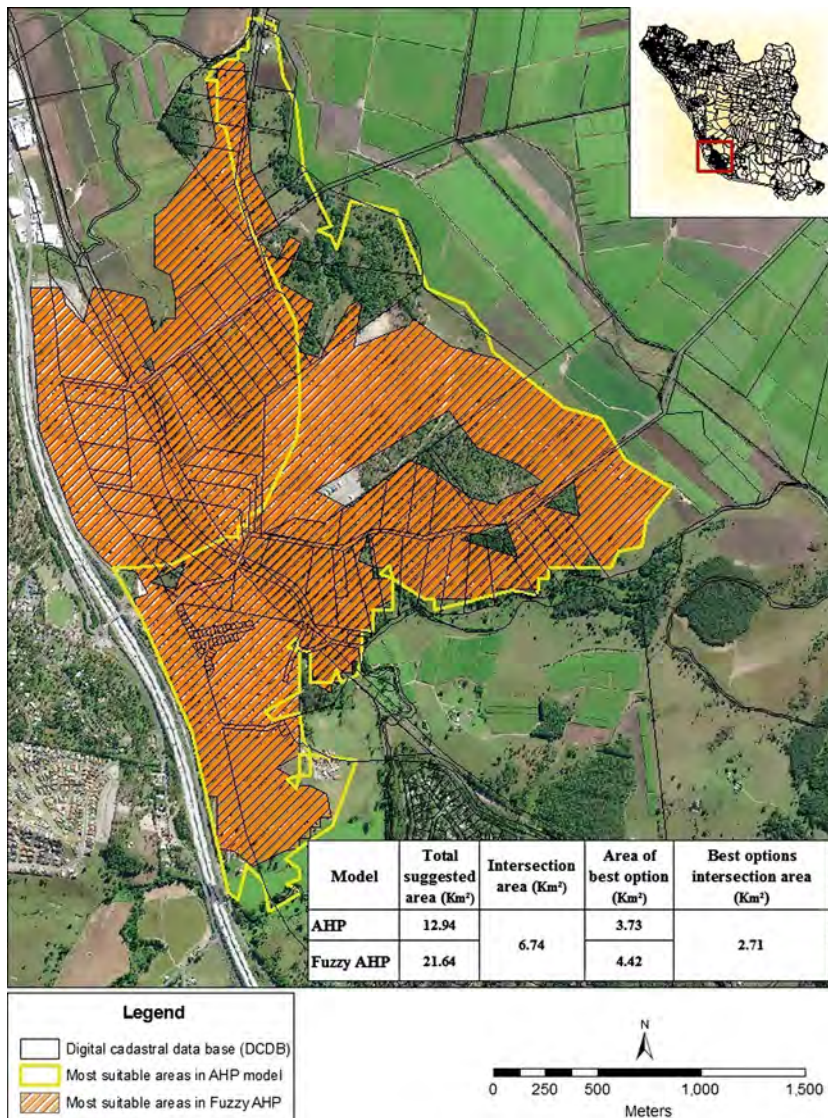 Model Total suggested area (Km²) Intersection area (Km²) Area of best option (Km²) Best options intersection area (Km²)
AHP 12.94 6.74 3.73 2.71
Fuzzy AHP 21.64 4.42
Legend
Digital cadastral data base (DCDB)
Most suitable areas in AHP model
Most suitable areas in Fuzzy AHP
N
0 250 500 1,000 1,500
Meters